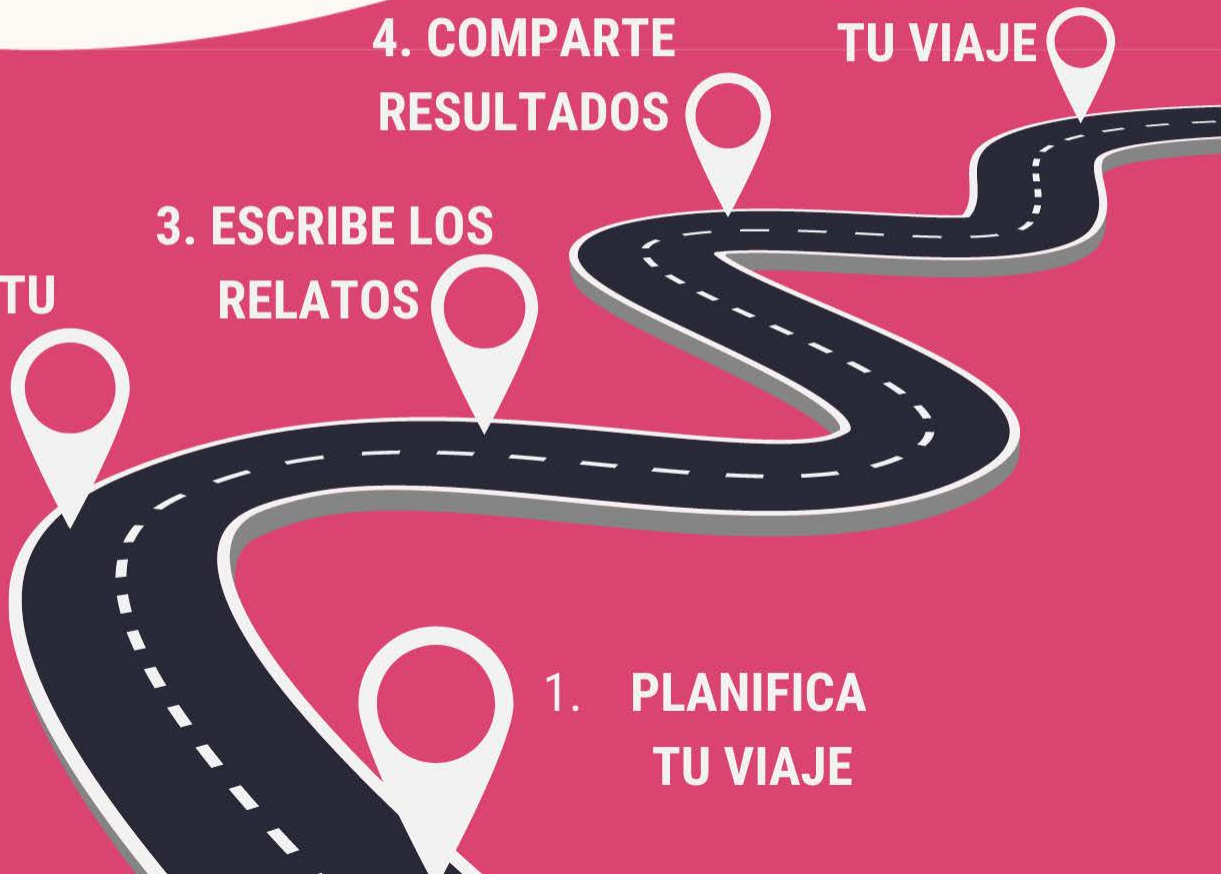 4. COMPARTE
RESULTADOS
TU VIAJE
3. ESCRIBE LOS
RELATOS
TU
1. PLANIFICA
TU VIAJE